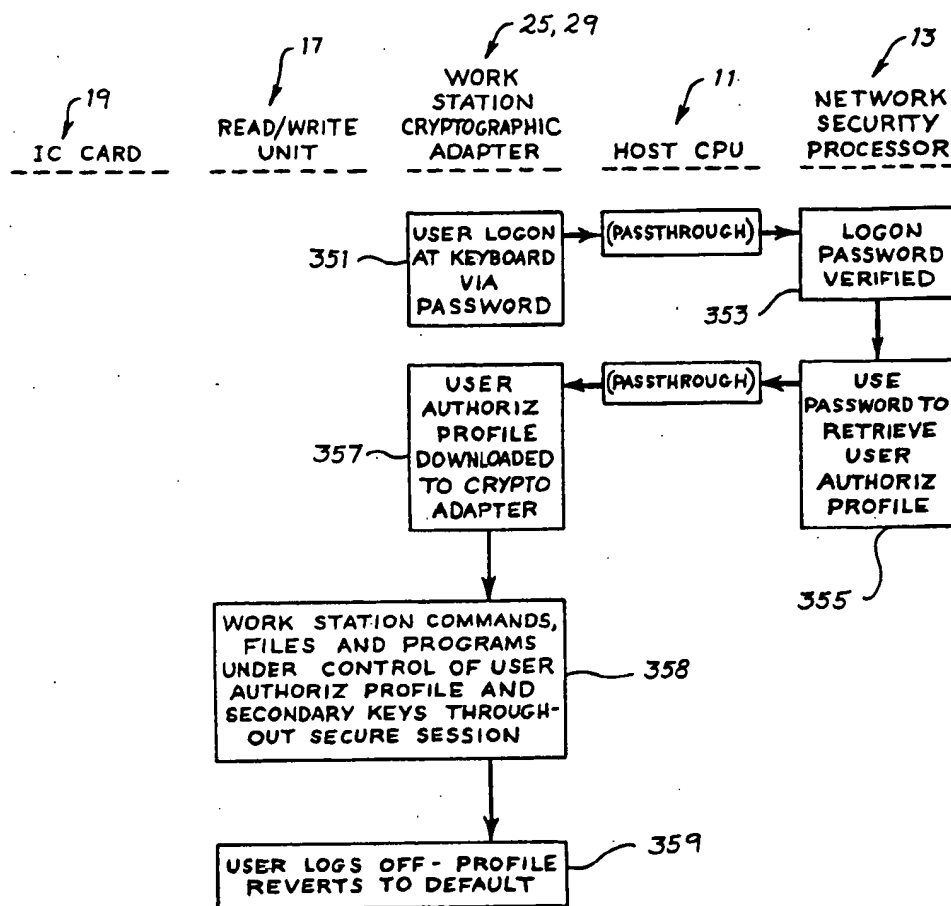 25, 29
17
13
19
WORK
STATION
CRYPTOGRAPHIC
ADAPTER
11
NETWORK
SECURITY
PROCESSOR
READ/WRITE
UNIT
IC CARD
HOST CPU
351
USER LOGON
AT KEYBOARD
VIA
PASSWORD
(PASSTHROUGH)
LOGON
PASSWORD
VERIFIED
353
357
USER
AUTHORIZ
PROFILE
DOWNLOADED
TO CRYPTO
ADAPTER
(PASSTHROUGH)
USE
PASSWORD TO
RETRIEVE
USER
AUTHORIZ
PROFILE
355
WORK STATION COMMANDS,
FILES AND PROGRAMS
UNDER CONTROL OF USER
AUTHORIZ PROFILE AND
SECONDARY KEYS THROUGH-
OUT SECURE SESSION
358
USER LOGS OFF - PROFILE
REVERTS TO DEFAULT
359